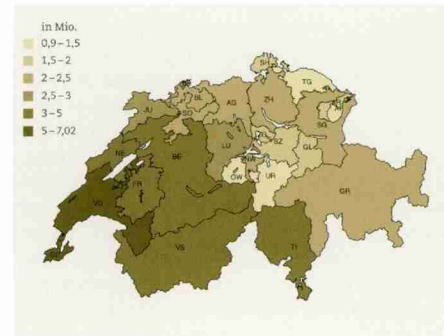 in Mio.
0,9–1,5
1,5–2
2–2,5
2,5–3
3–5
5–7,02
SH
TG
BL
JU
AG
ZH
SO
SG
LU
NE
BE
SZ
GL
OW
UR
FR
GR
VD
VS
TI